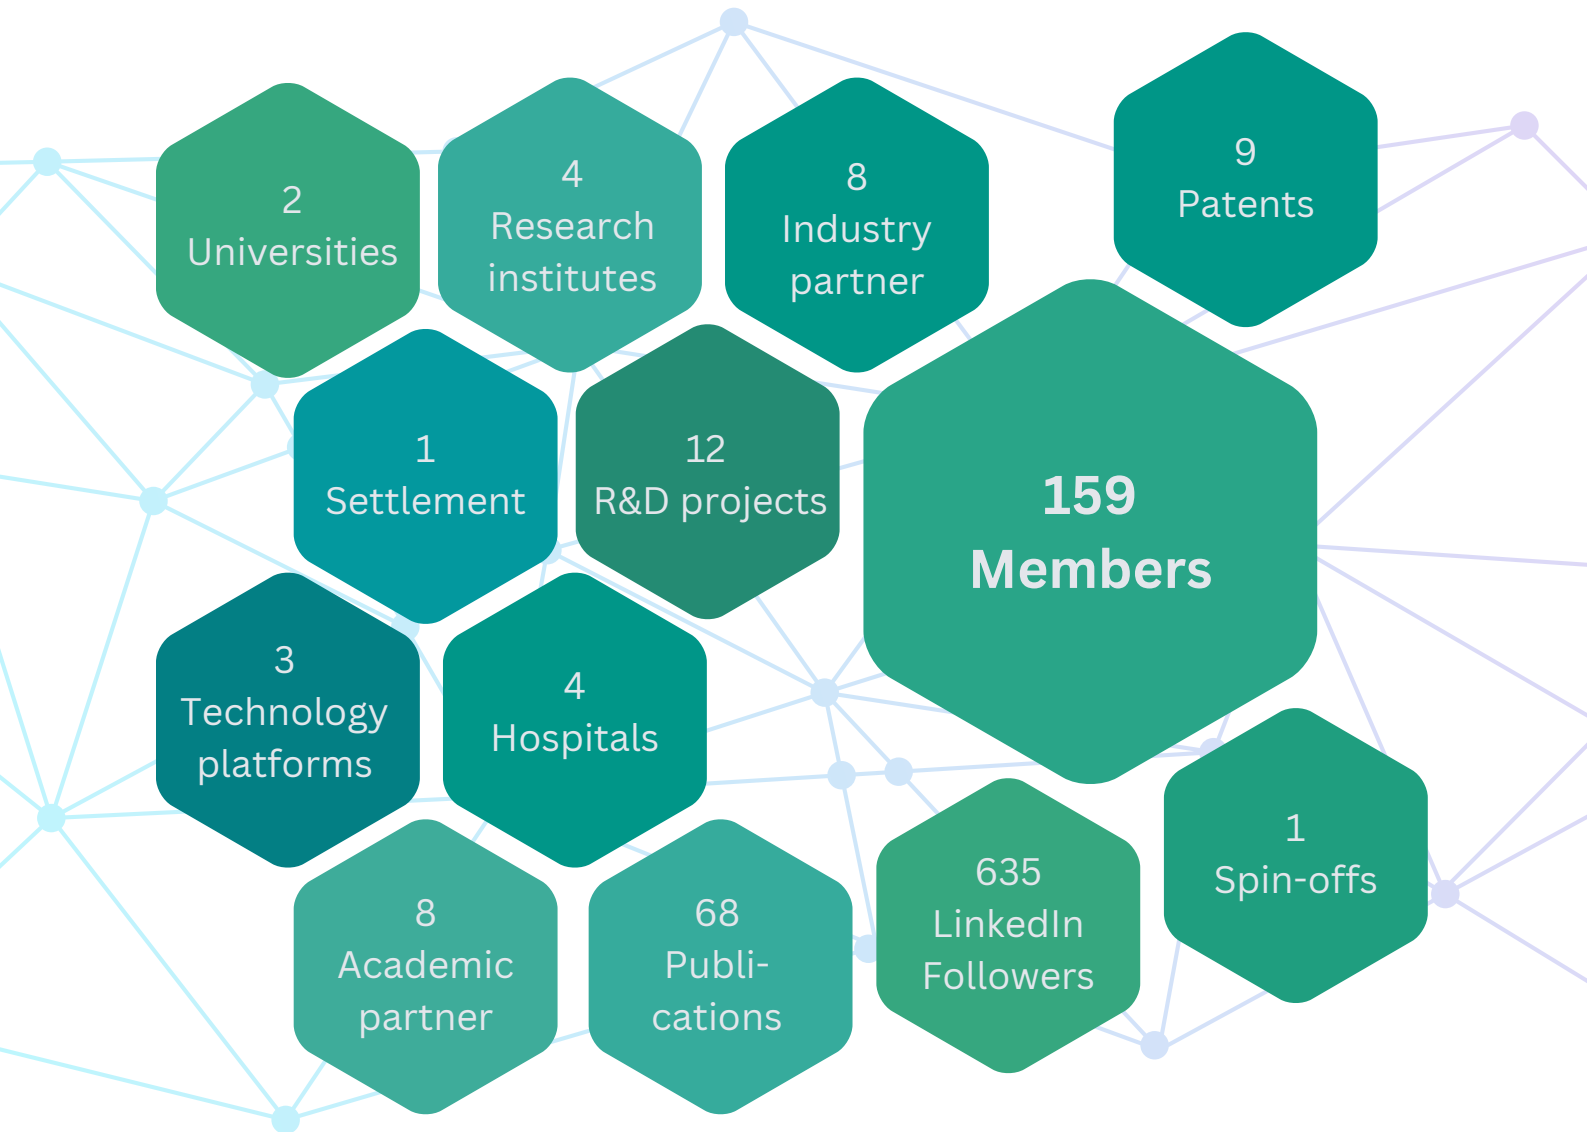 2
Universities
4
Research
institutes
8
Industry
partner
9
Patents
1
Settlement
12
R&D projects
159
Members
3
Technology
platforms
4
Hospitals
8
Academic
partner
68
Publi-
cations
635
LinkedIn
Followers
1
Spin-offs